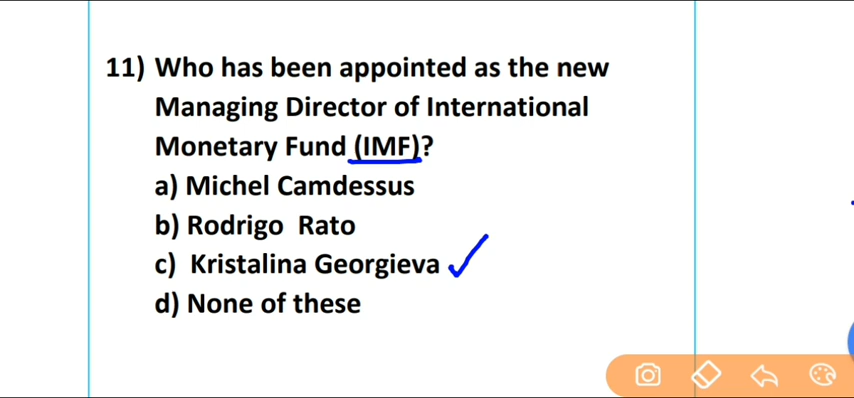 11) Who has been appointed as the new
Managing Director of International
Monetary Fund (IMF)?
a) Michel Camdessus
b) Rodrigo Rato
c) Kristalina Georgieva
d) None of these